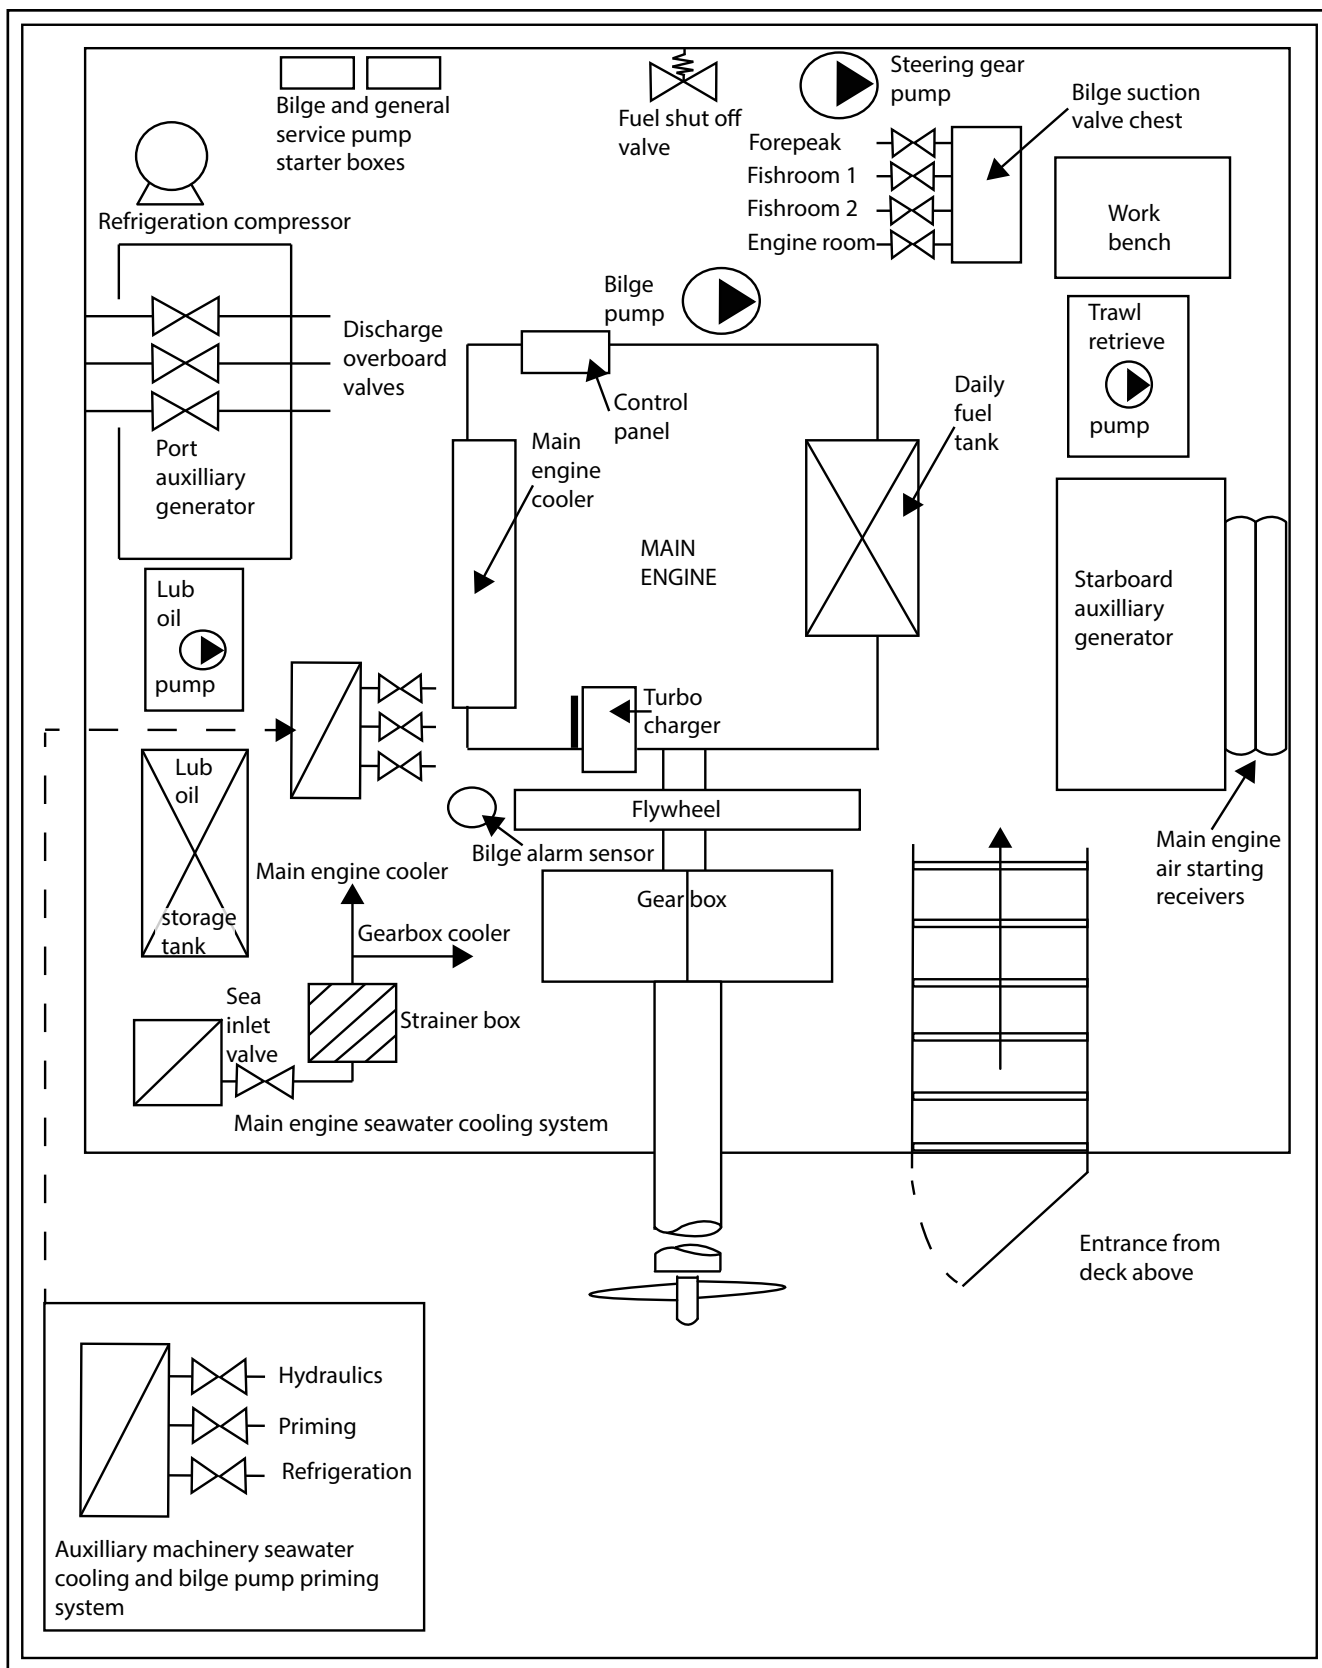 Bilge and general
service pump
starter boxes
Fuel shut off
valve
Steering gear
pump
Bilge suction
valve chest
Forepeak
Fishroom 1
Fishroom 2
Engine room
Work
bench
Refrigeration compressor
Bilge
pump
Discharge
overboard
valves
Trawl
retrieve
pump
Control
panel
Daily
fuel
tank
Main
engine
cooler
Port
auxilliary
generator
MAIN
ENGINE
Starboard
auxilliary
generator
Lub
oil
pump
Turbo
charger
Lub
oil
storage
tank
Flywheel
Bilge alarm sensor
Main engine
air starting
receivers
Main engine cooler
Gear box
Gearbox cooler
Sea
inlet
valve
Strainer box
Main engine seawater cooling system
Entrance from
deck above
Hydraulics
Priming
Refrigeration
Auxilliary machinery seawater
cooling and bilge pump priming
system